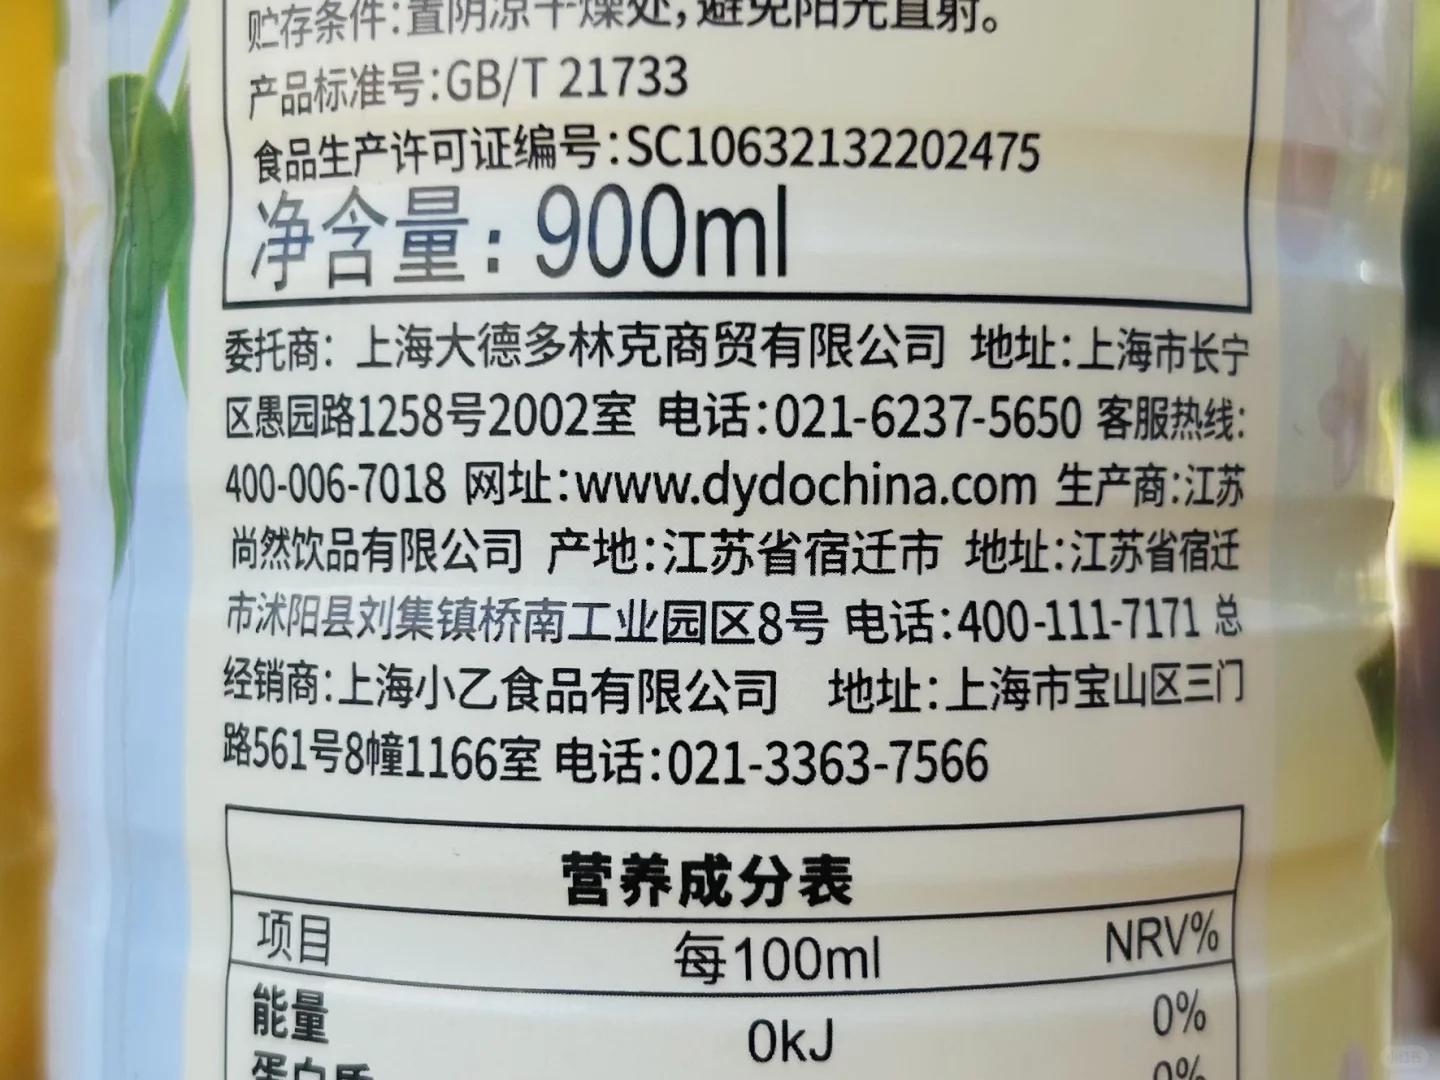 贮存条件:置阴凉干燥处,避免阳光直射。
产品标准号:GB/T 21733
食品生产许可证编号:SC10632132202475
净含量:900ml
委托商: 上海大德多林克商贸有限公司 地址:上海市长宁
区愚园路1258号2002室 电话:021-6237-5650 客服热线:
400-006-7018 网址:www.dydochina.com 生产商:江苏
尚然饮品有限公司 产地:江苏省宿迁市 地址:江苏省宿迁
市沭阳县刘集镇桥南工业园区8号 电话:400-111-7171 总
经销商:上海小乙食品有限公司 地址:上海市宝山区三门
路561号8幢1166室 电话:021-3363-7566
营养成分表
项目 每100ml NRV%
能量 0kJ 0%
蛋白质 0%
小红书